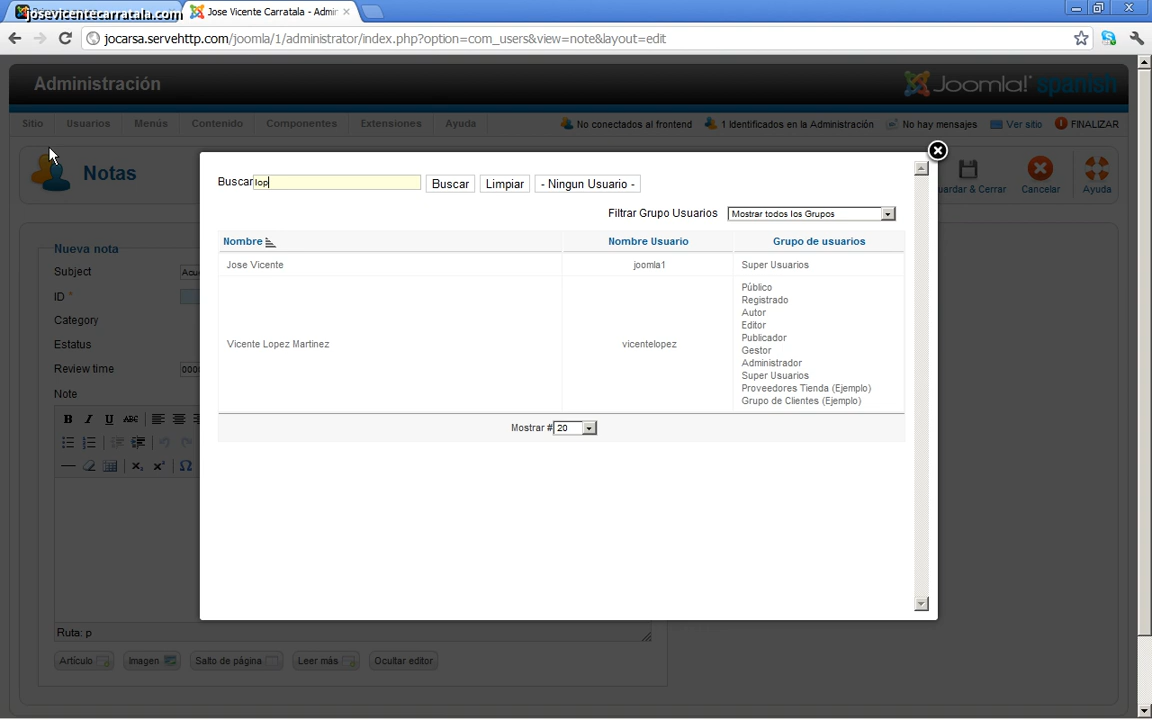 josevicentecarratala.com
Jose Vicente Carratala - Admir
jocarsa.servehttp.com/joomla/1/administrator/index.php?option=com_users&view=note&layout=edit
Administración
Joomla! spanish
Sitio Usuarios Menús Contenido Componentes Extensiones Ayuda No conectados al frontend 1 Identificados en la Administración No hay mensajes Ver sitio FINALIZAR
Notas
uardar & Cerrar Cancelar Ayuda
Buscar lop Buscar Limpiar - Ningun Usuario -
Filtrar Grupo Usuarios Mostrar todos los Grupos
Nombre Nombre Usuario Grupo de usuarios
Jose Vicente joomla1 Super Usuarios
Vicente Lopez Martinez vicentelopez
Público
Registrado
Autor
Editor
Publicador
Gestor
Administrador
Super Usuarios
Proveedores Tienda (Ejemplo)
Grupo de Clientes (Ejemplo)
Mostrar # 20
Nueva nota
Subject Acu
ID *
Category
Estatus
Review time 000
Note
B I U ABC
Ruta: p
Artículo Imagen Salto de página Leer más Ocultar editor